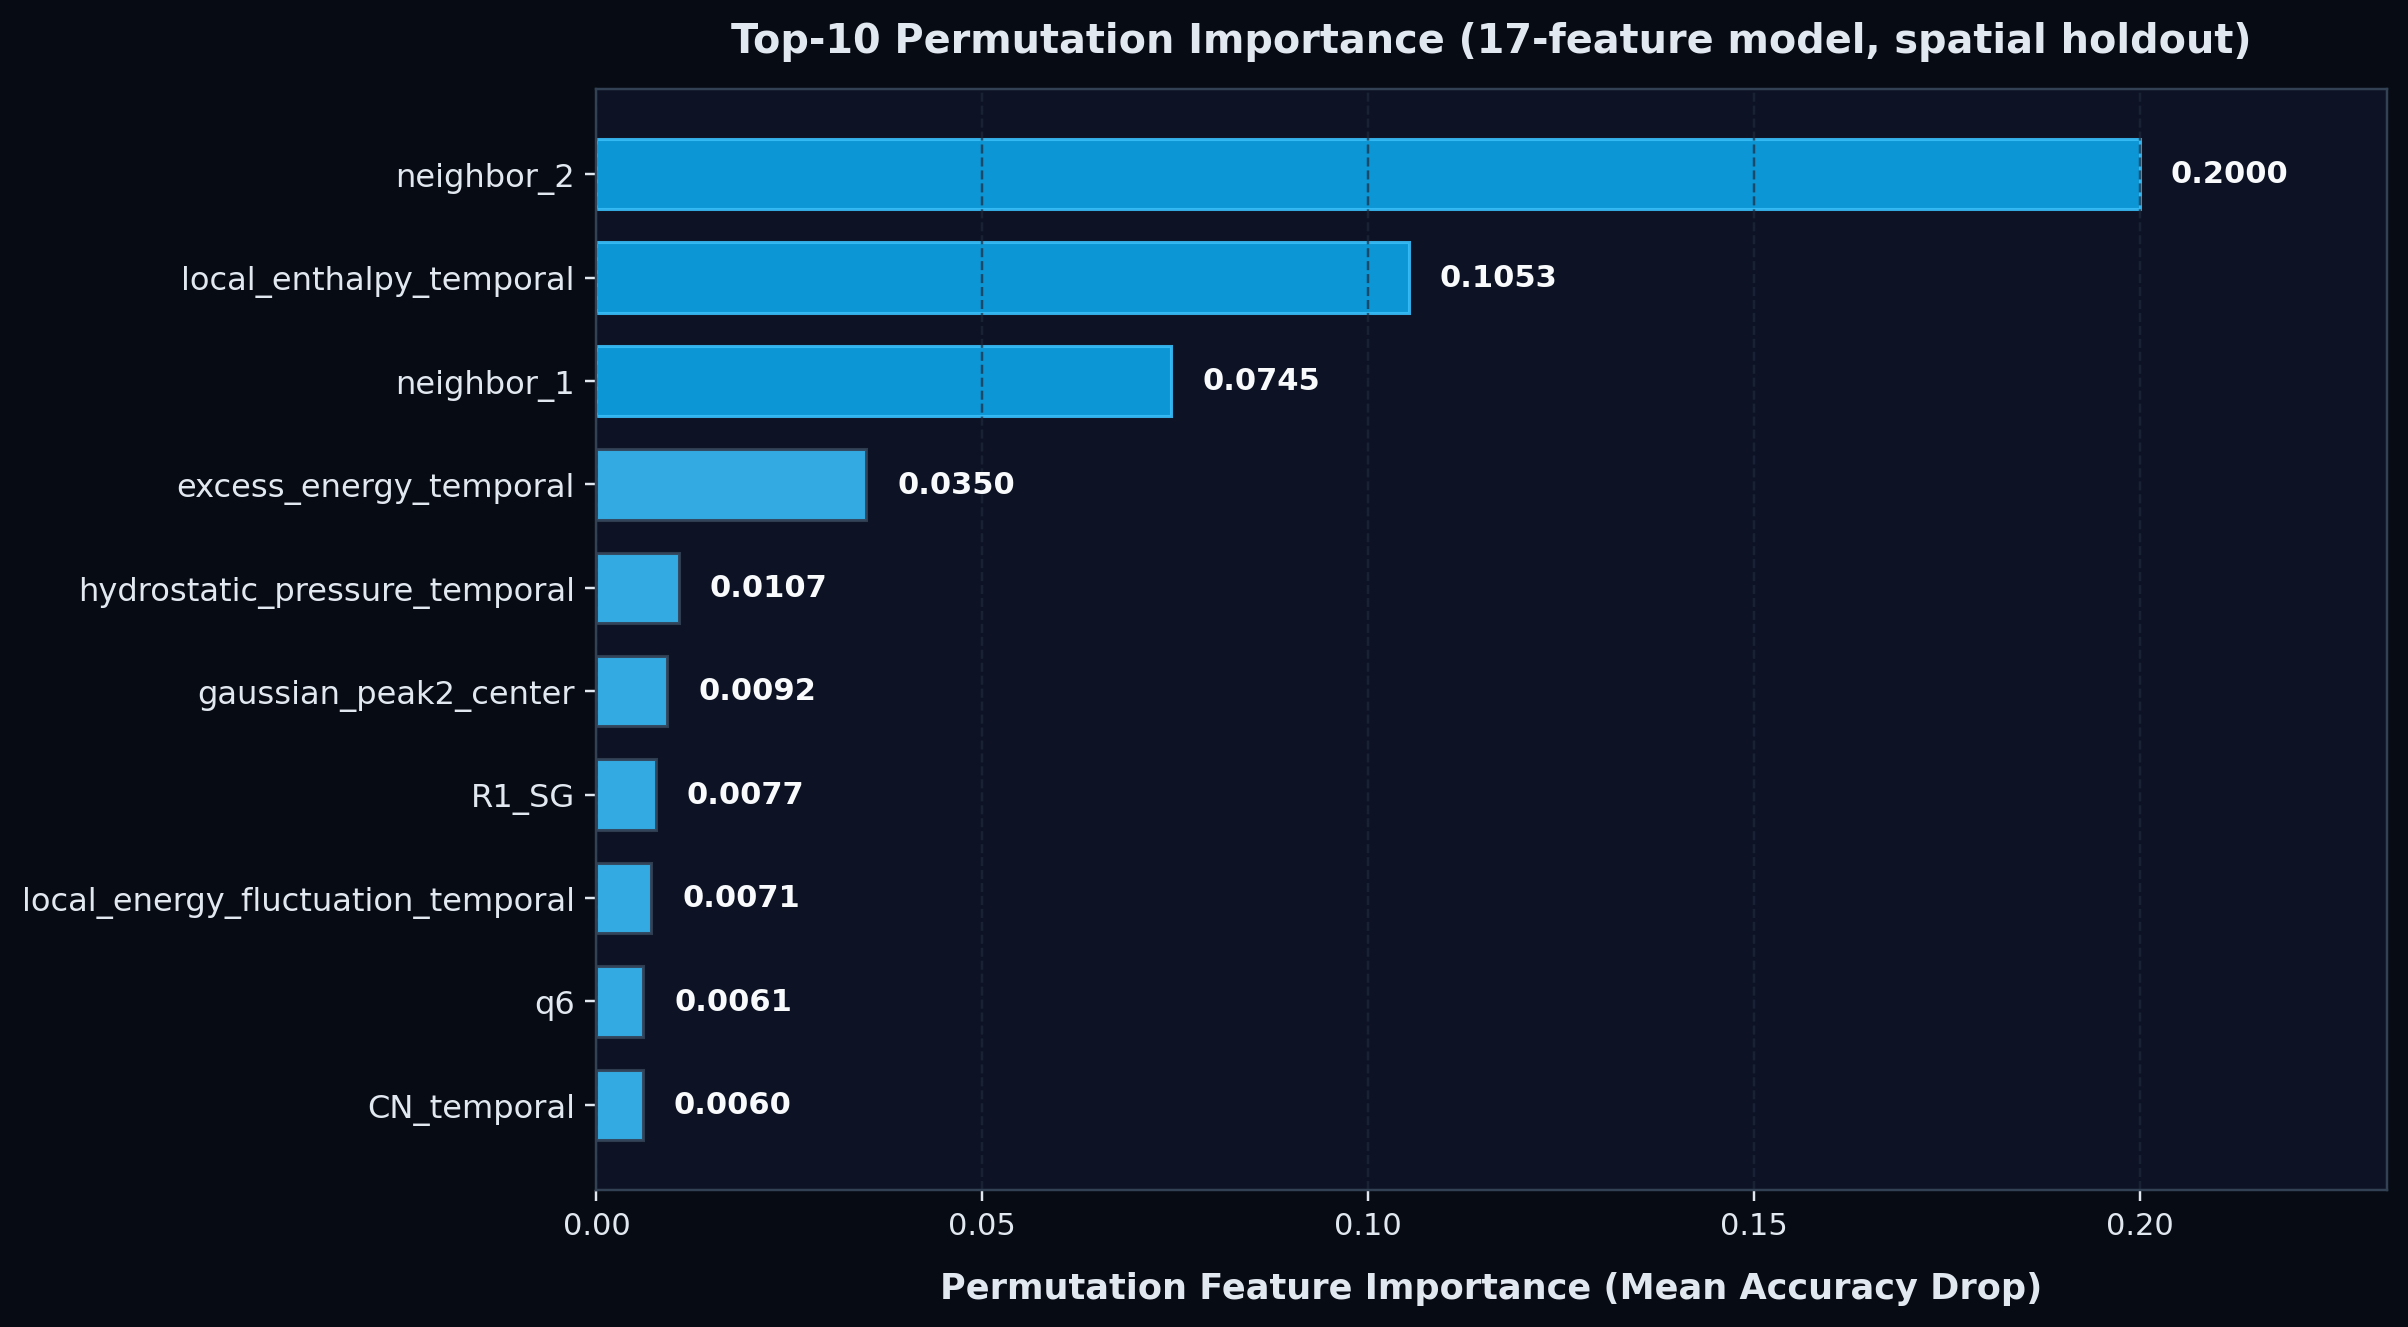 Top-10 Permutation Importance (17-feature model, spatial holdout)
neighbor_2 0.2000
local_enthalpy_temporal 0.1053
neighbor_1 0.0745
excess_energy_temporal 0.0350
hydrostatic_pressure_temporal 0.0107
gaussian_peak2_center 0.0092
R1_SG 0.0077
local_energy_fluctuation_temporal 0.0071
q6 0.0061
CN_temporal 0.0060
0.00 0.05 0.10 0.15 0.20
Permutation Feature Importance (Mean Accuracy Drop)